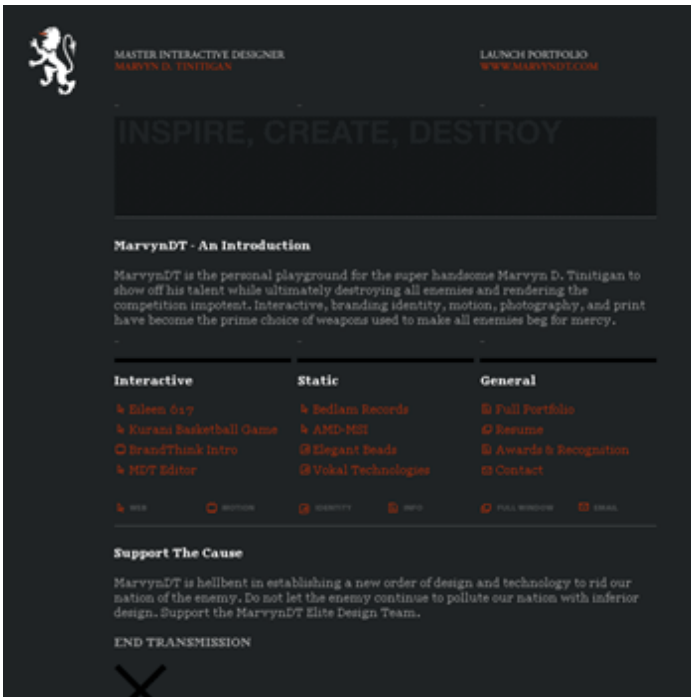 MASTER INTERACTIVE DESIGNER
MARVYN D. TINITIGAN
LAUNCH PORTFOLIO
WWW.MARVYNDT.COM
INSPIRE, CREATE, DESTROY
MarvynDT - An Introduction
MarvynDT is the personal playground for the super handsome Marvyn D. Tinitigan to
show off his talent while ultimately destroying all enemies and rendering the
competition impotent. Interactive, branding identity, motion, photography, and print
have become the prime choice of weapons used to make all enemies beg for mercy.
Interactive
Eileen 617
Kurani Basketball Game
BrandThink Intro
MDT Editor
Static
Bedlam Records
AMD-MSI
Elegant Beads
Vokal Technologies
General
Full Portfolio
Resume
Awards & Recognition
Contact
WEB MOTION IDENTITY INFO FULL WINDOW EMAIL
Support The Cause
MarvynDT is hellbent in establishing a new order of design and technology to rid our
nation of the enemy. Do not let the enemy continue to pollute our nation with inferior
design. Support the MarvynDT Elite Design Team.
END TRANSMISSION